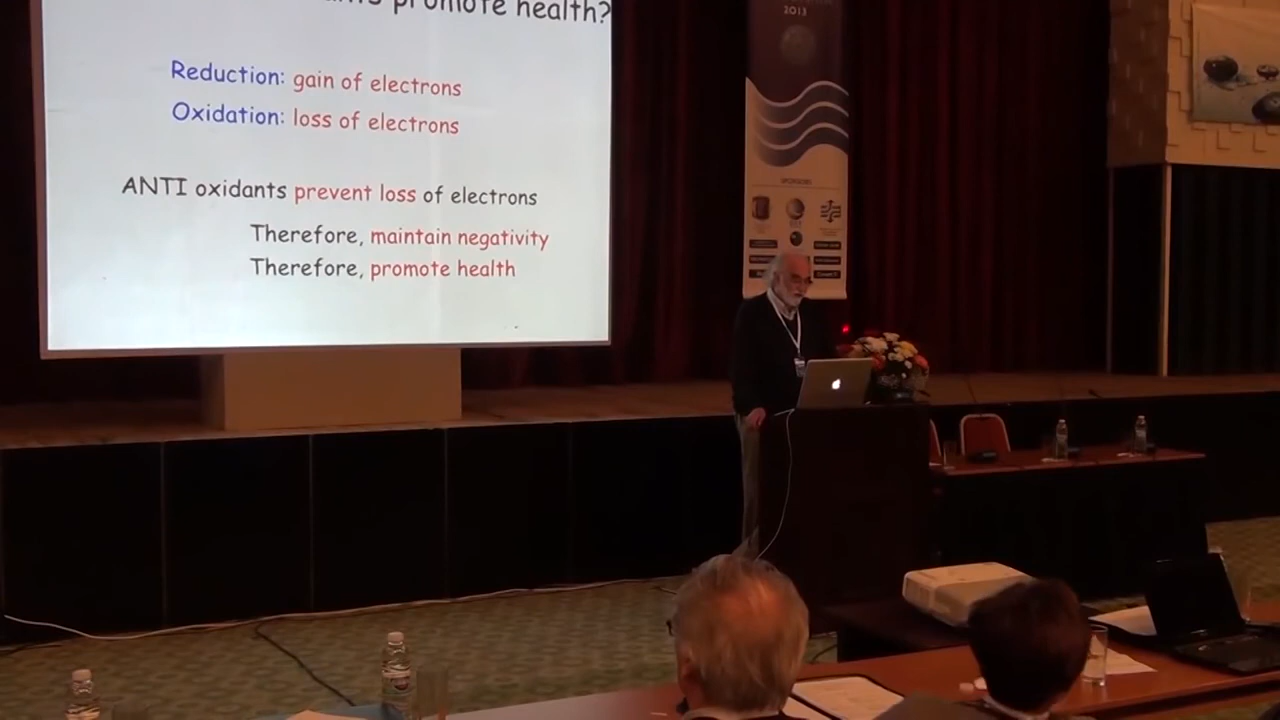 promote health?
Reduction: gain of electrons
Oxidation: loss of electrons
ANTI oxidants prevent loss of electrons
Therefore, maintain negativity
Therefore, promote health
2013
SPONSORS